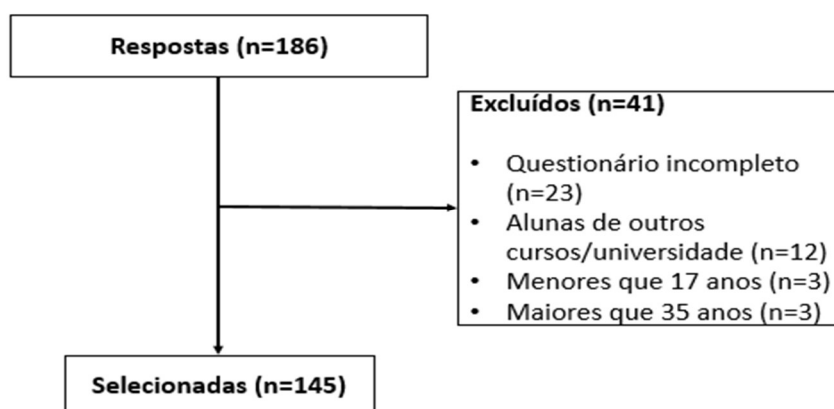 Respostas (n=186)
Excluídos (n=41)
• Questionário incompleto
(n=23)
• Alunas de outros
cursos/universidade (n=12)
• Menores que 17 anos (n=3)
• Maiores que 35 anos (n=3)
Selecionadas (n=145)